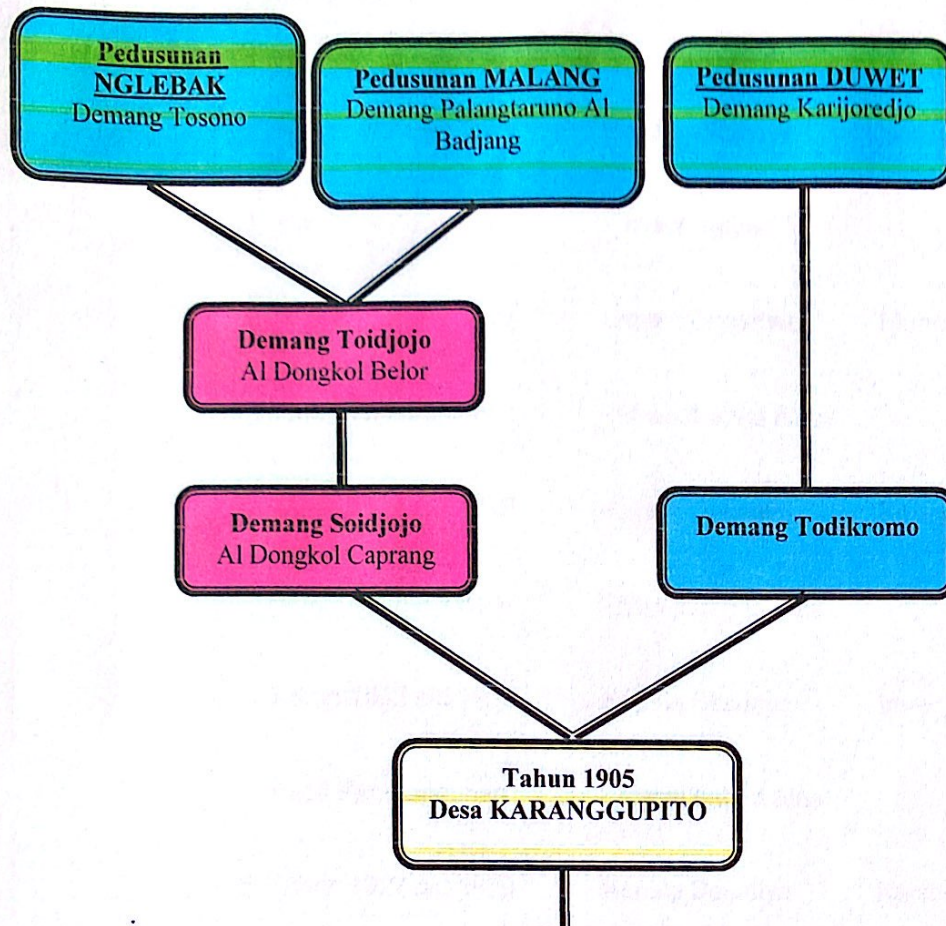 Pedusunan
NGLEBAK
Demang Tosono
Pedusunan MALANG
Demang Palangtaruno Al
Badjang
Pedusunan DUWET
Demang Karijoredjo
Demang Toidjojo
Al Dongkol Belor
Demang Soidjojo
Al Dongkol Caprang
Demang Todikromo
Tahun 1905
Desa KARANGGUPITO